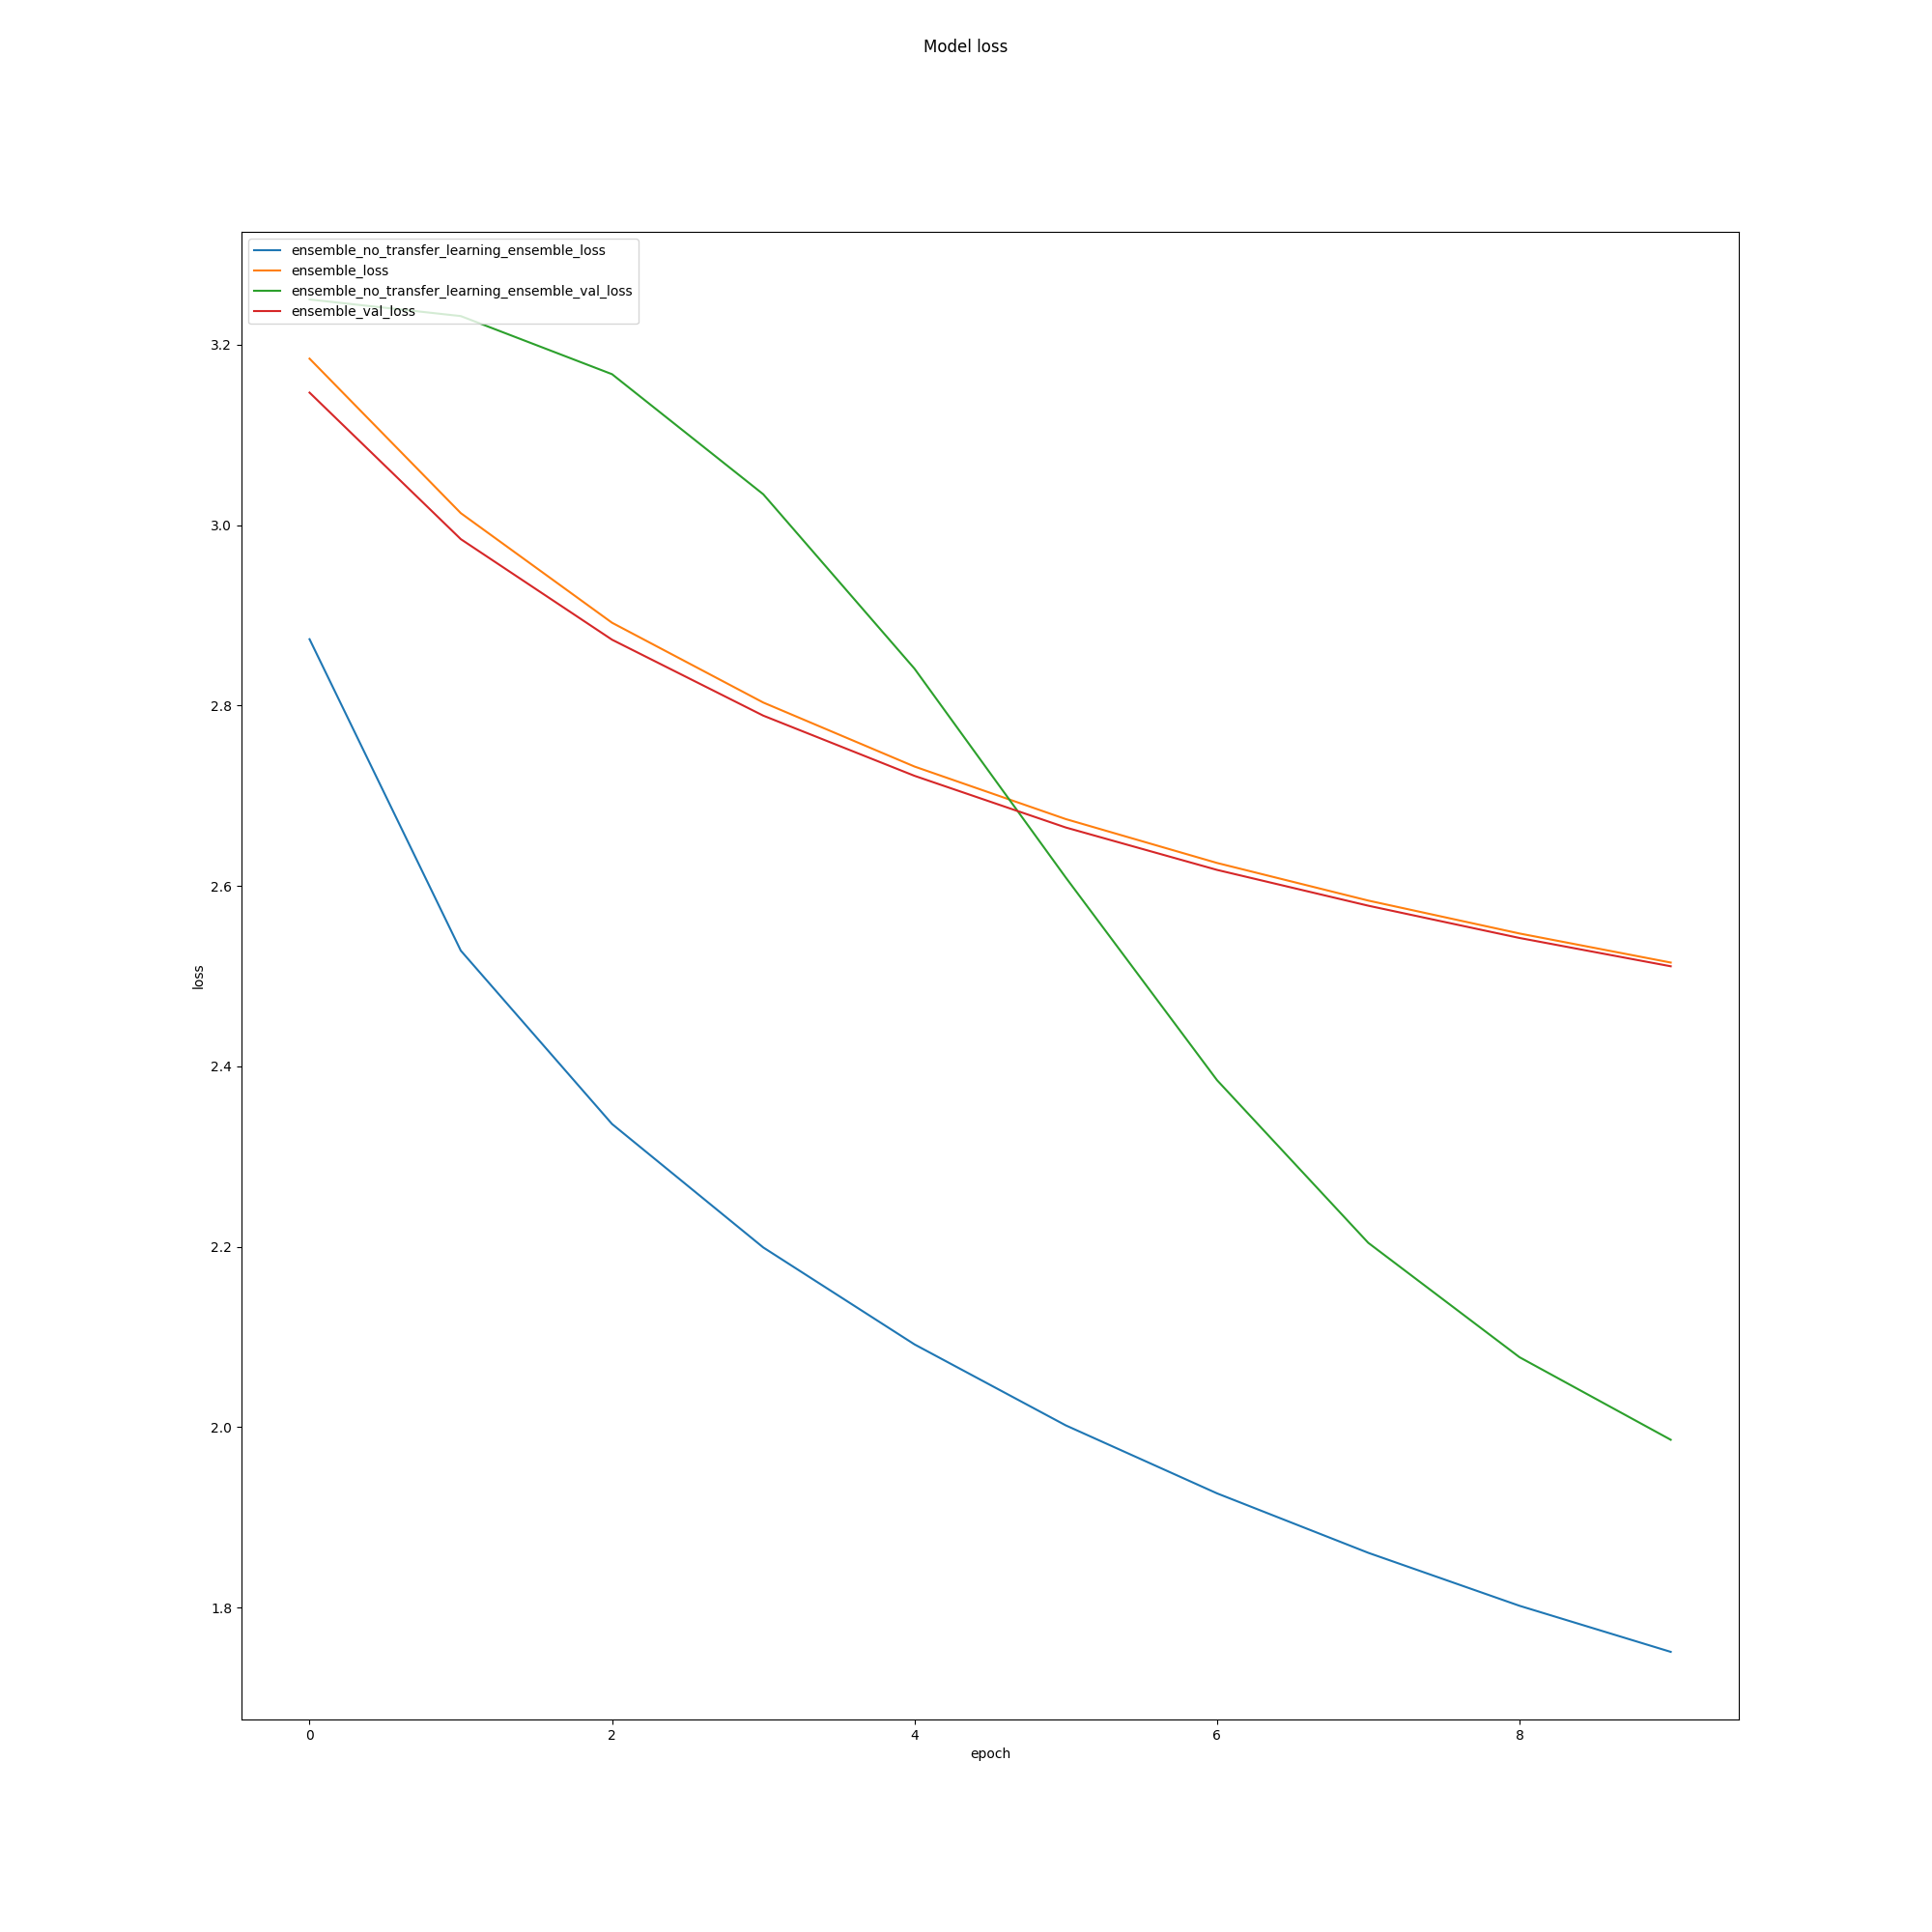 Model loss
ensemble_no_transfer_learning_ensemble_loss
ensemble_loss
ensemble_no_transfer_learning_ensemble_val_loss
ensemble_val_loss
3.2
3.0
2.8
2.6
2.4
2.2
2.0
1.8
loss
0 2 4 6 8
epoch